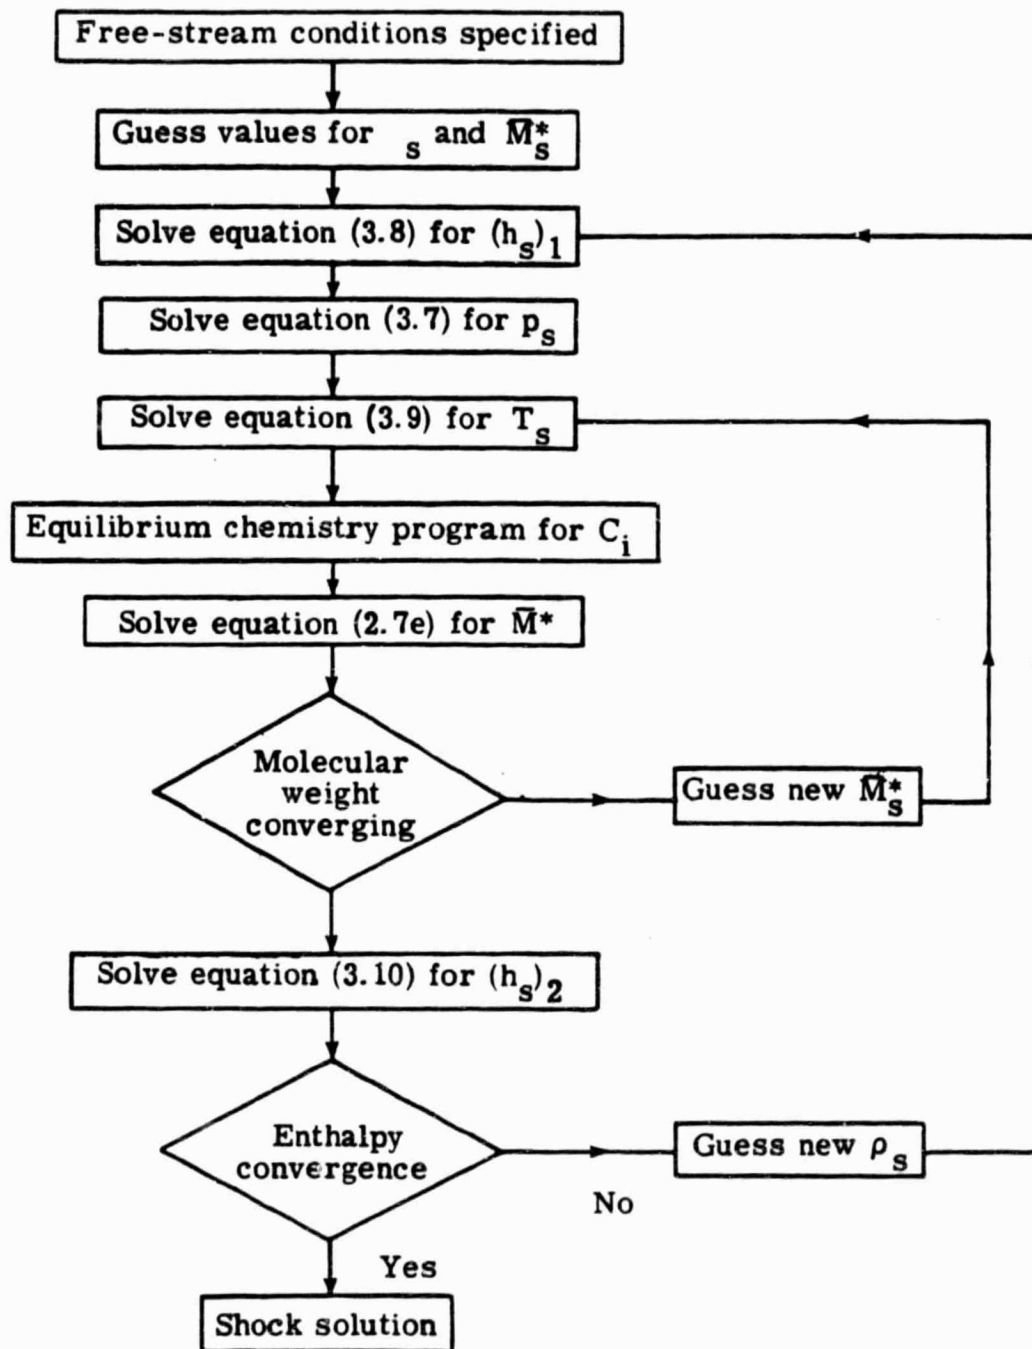 Free-stream conditions specified
Guess values for s and M̅*s
Solve equation (3.8) for (hs)1
Solve equation (3.7) for ps
Solve equation (3.9) for Ts
Equilibrium chemistry program for Ci
Solve equation (2.7e) for M̅*
Molecular
weight
converging
Guess new M̅*s
Solve equation (3.10) for (hs)2
Enthalpy
convergence
Guess new ρs
No
Yes
Shock solution